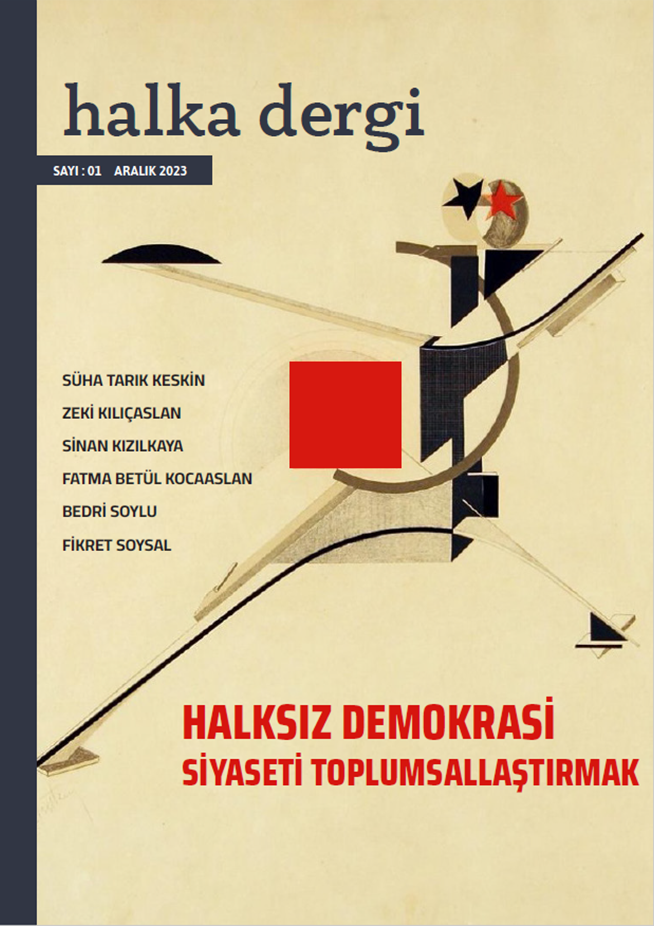 halka dergi
SAYI : 01 ARALIK 2023
SÜHA TARIK KESKİN
ZEKİ KILIÇASLAN
SİNAN KIZILKAYA
FATMA BETÜL KOCAASLAN
BEDRİ SOYLU
FİKRET SOYSAL
HALKSIZ DEMOKRASİ
SİYASETİ TOPLUMSALLAŞTIRMAK